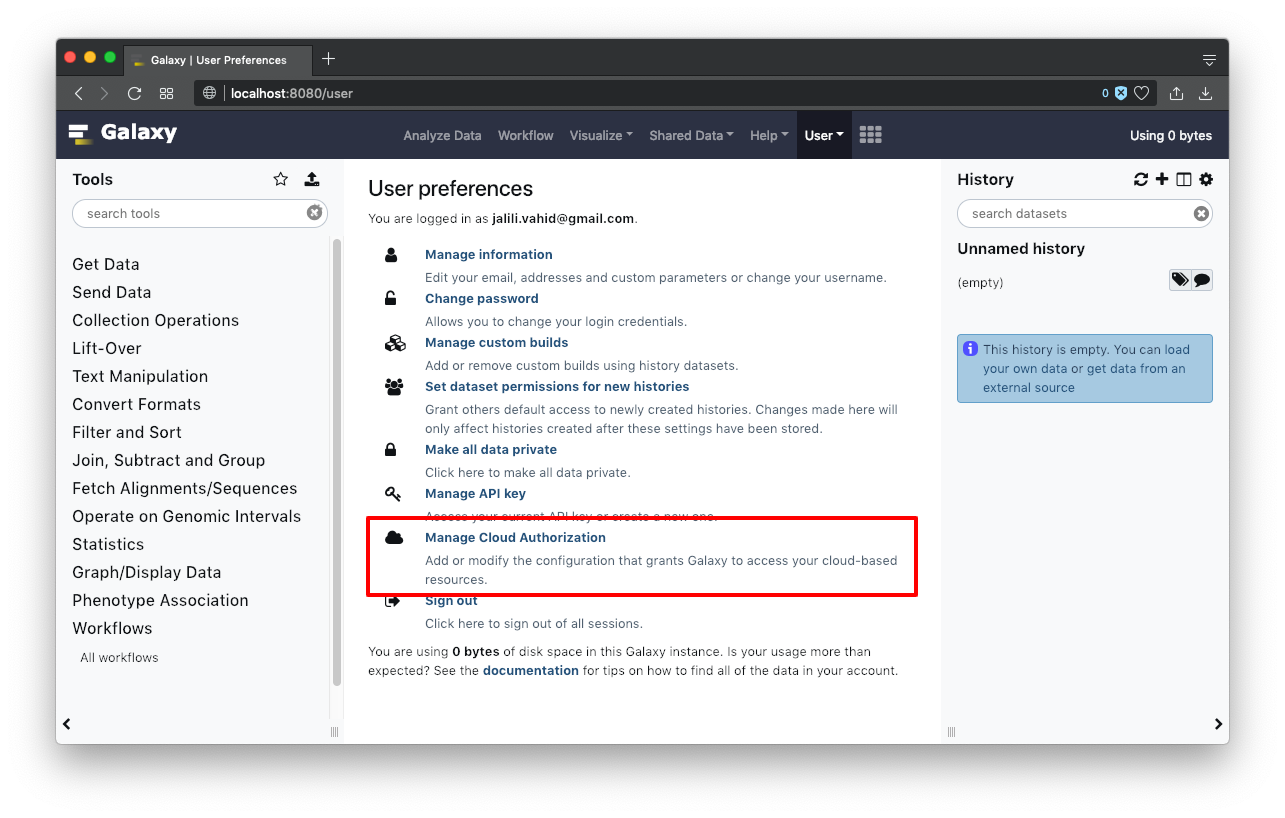 Galaxy | User Preferences
localhost:8080/user
0
Galaxy
Analyze Data Workflow Visualize Shared Data Help User
Using 0 bytes
Tools
search tools
Get Data
Send Data
Collection Operations
Lift-Over
Text Manipulation
Convert Formats
Filter and Sort
Join, Subtract and Group
Fetch Alignments/Sequences
Operate on Genomic Intervals
Statistics
Graph/Display Data
Phenotype Association
Workflows
All workflows
User preferences
You are logged in as jalili.vahid@gmail.com.
Manage information
Edit your email, addresses and custom parameters or change your username.
Change password
Allows you to change your login credentials.
Manage custom builds
Add or remove custom builds using history datasets.
Set dataset permissions for new histories
Grant others default access to newly created histories. Changes made here will
only affect histories created after these settings have been stored.
Make all data private
Click here to make all data private.
Manage API key
Access your current API key or create a new one.
Manage Cloud Authorization
Add or modify the configuration that grants Galaxy to access your cloud-based
resources.
Sign out
Click here to sign out of all sessions.
You are using 0 bytes of disk space in this Galaxy instance. Is your usage more than
expected? See the documentation for tips on how to find all of the data in your account.
History
search datasets
Unnamed history
(empty)
This history is empty. You can load
your own data or get data from an
external source